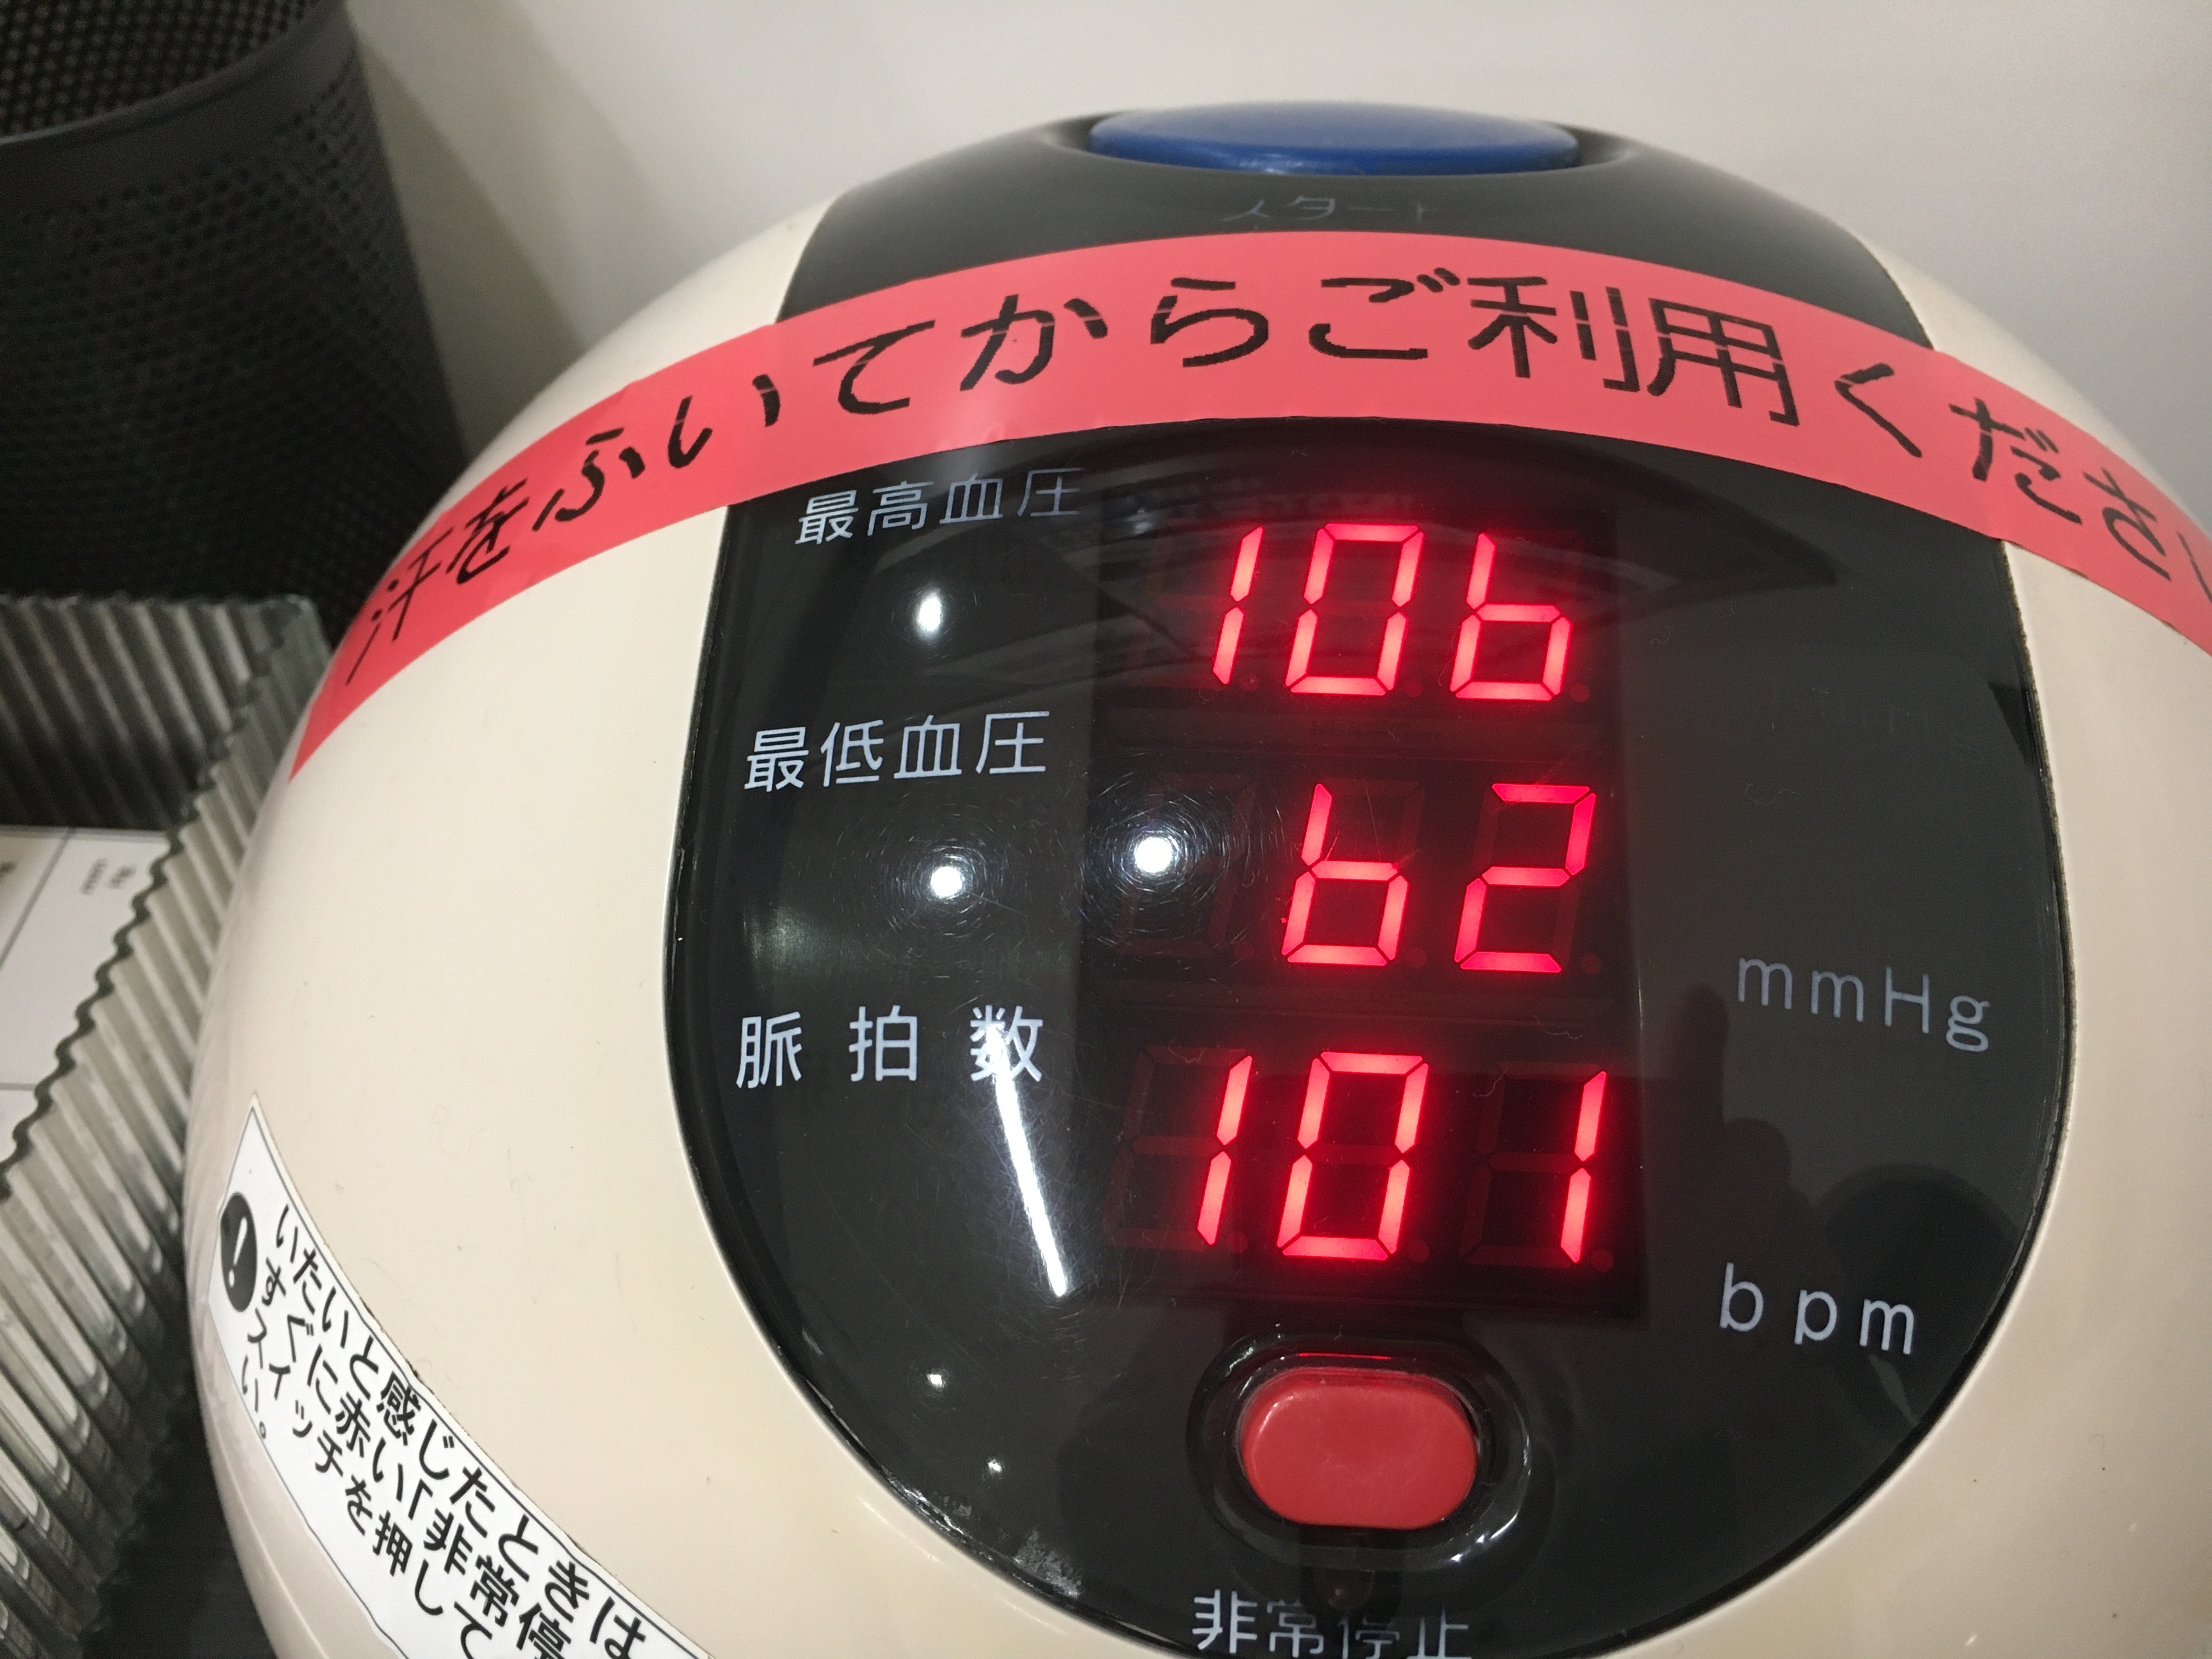 スタート
汗をふいてからご利用くださ
最高血圧
106
最低血圧
62
mmHg
脈拍数
101
bpm
非常停止
いたいと感じたときは
すぐに赤い「非常停
スイッチを押して
い。